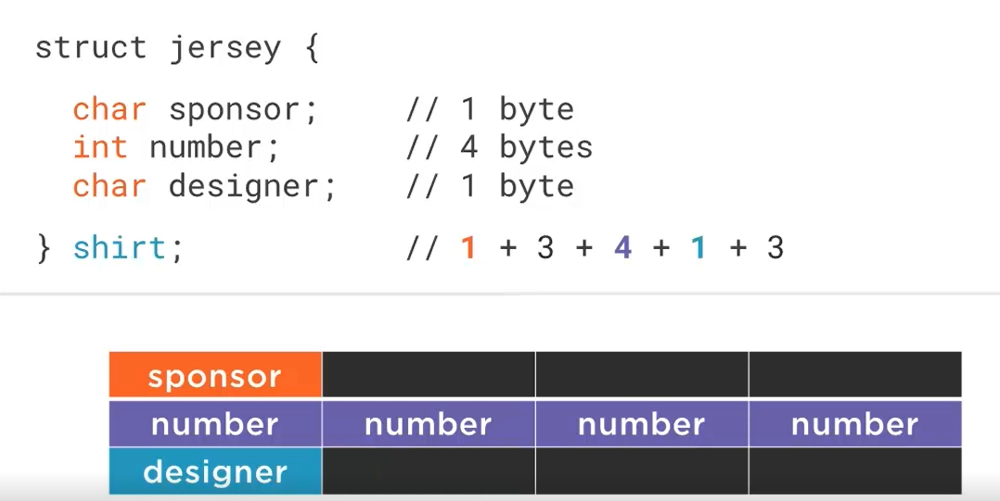 struct jersey {
char sponsor; // 1 byte
int number; // 4 bytes
char designer; // 1 byte
} shirt; // 1 + 3 + 4 + 1 + 3
sponsor
number number number number
designer